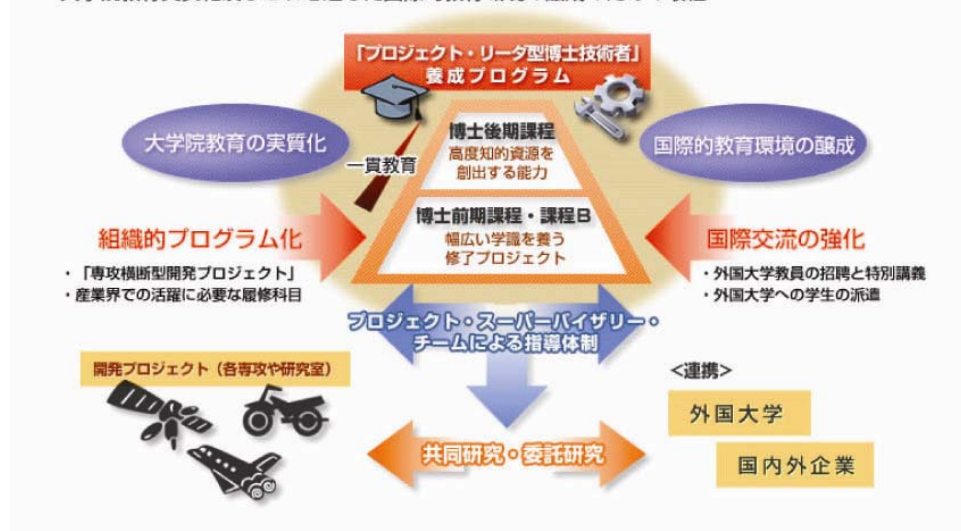 「プロジェクト・リーダ型博士技術者」
養成プログラム
大学院教育の実質化
国際的教育環境の醸成
一貫教育
博士後期課程
高度知的資源を
創出する能力
博士前期課程・課程B
幅広い学識を養う
修了プロジェクト
組織的プログラム化
・「専攻横断型開発プロジェクト」
・産業界での活躍に必要な履修科目
国際交流の強化
・外国大学教員の招聘と特別講義
・外国大学への学生の派遣
プロジェクト・スーパーバイザリー・
チームによる指導体制
開発プロジェクト（各専攻や研究室）
<連携>
外国大学
国内外企業
共同研究・委託研究